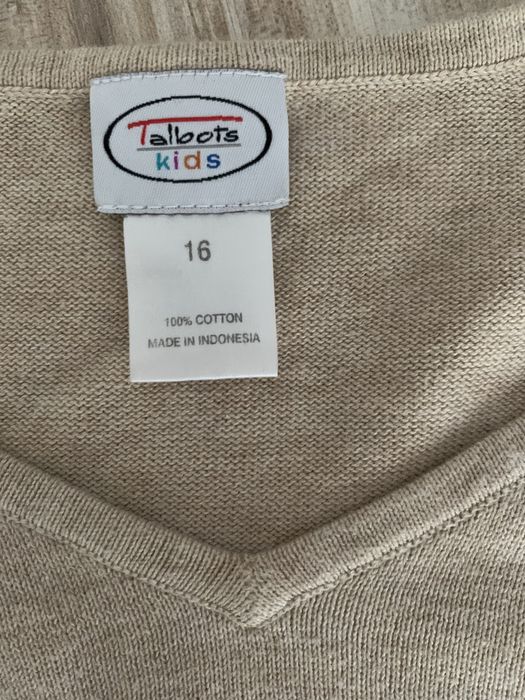 Talbots
kids
16
100% COTTON
MADE IN INDONESIA